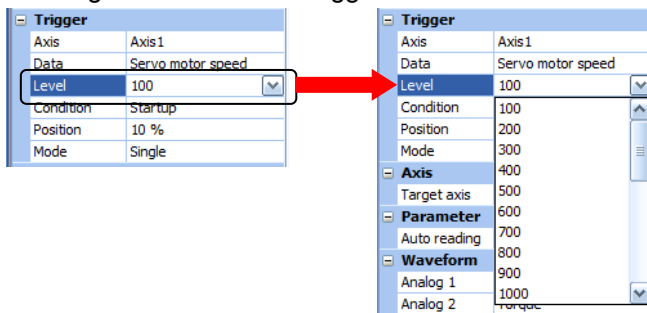 Trigger
Axis Axis1
Data Servo motor speed
Level 100
Condition Startup
Position 10 %
Mode Single
Trigger
Axis Axis1
Data Servo motor speed
Level 100
Condition 100
Position 200
Mode 300
Axis 400
Target axis 500
Parameter 600
Auto reading 700
Waveform 800
900
Analog 1
1000
Analog 2